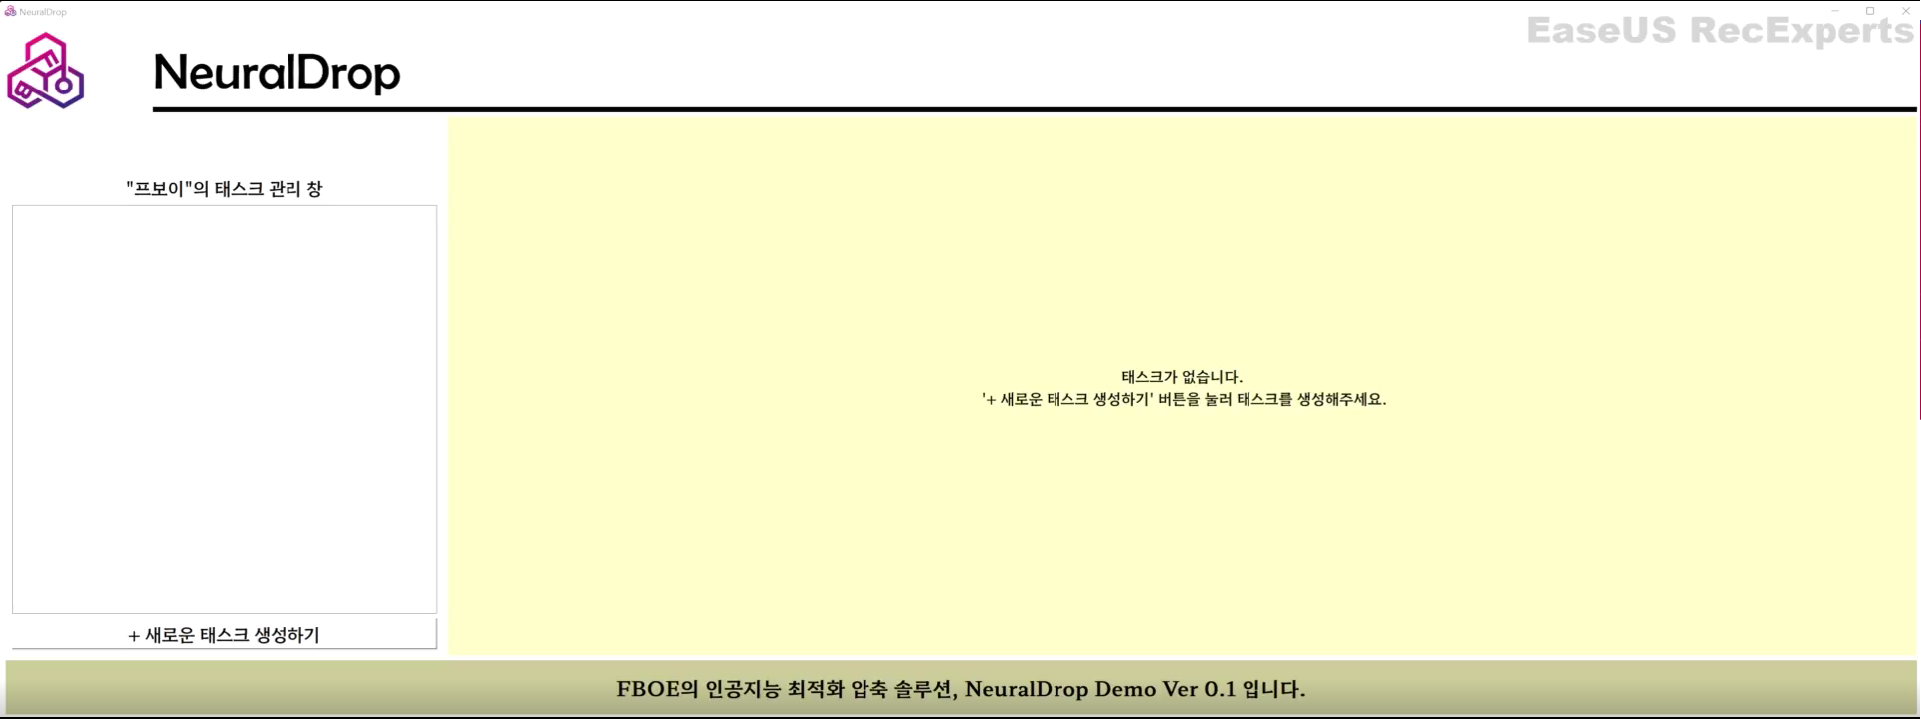 NeuralDrop
EaseUS RecExperts
F
B
O
NeuralDrop
"프보이"의 태스크 관리 창
태스크가 없습니다.
'+ 새로운 태스크 생성하기' 버튼을 눌러 태스크를 생성해주세요.
+ 새로운 태스크 생성하기
FBOE의 인공지능 최적화 압축 솔루션, NeuralDrop Demo Ver 0.1 입니다.